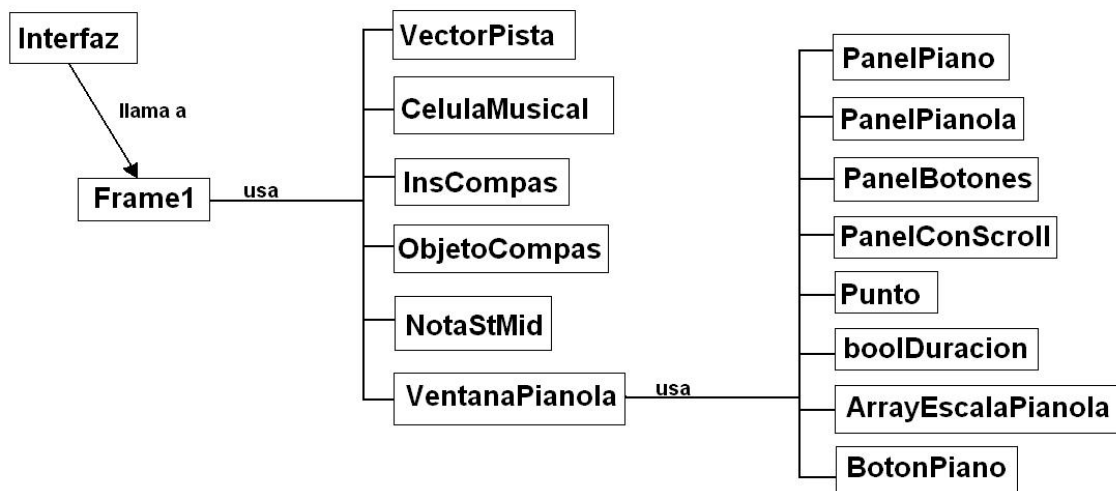 Interfaz
llama a
Frame1
usa
VectorPista
CelulaMusical
InsCompas
ObjetoCompas
NotaStMid
VentanaPianola
usa
PanelPiano
PanelPianola
PanelBotones
PanelConScroll
Punto
boolDuracion
ArrayEscalaPianola
BotonPiano